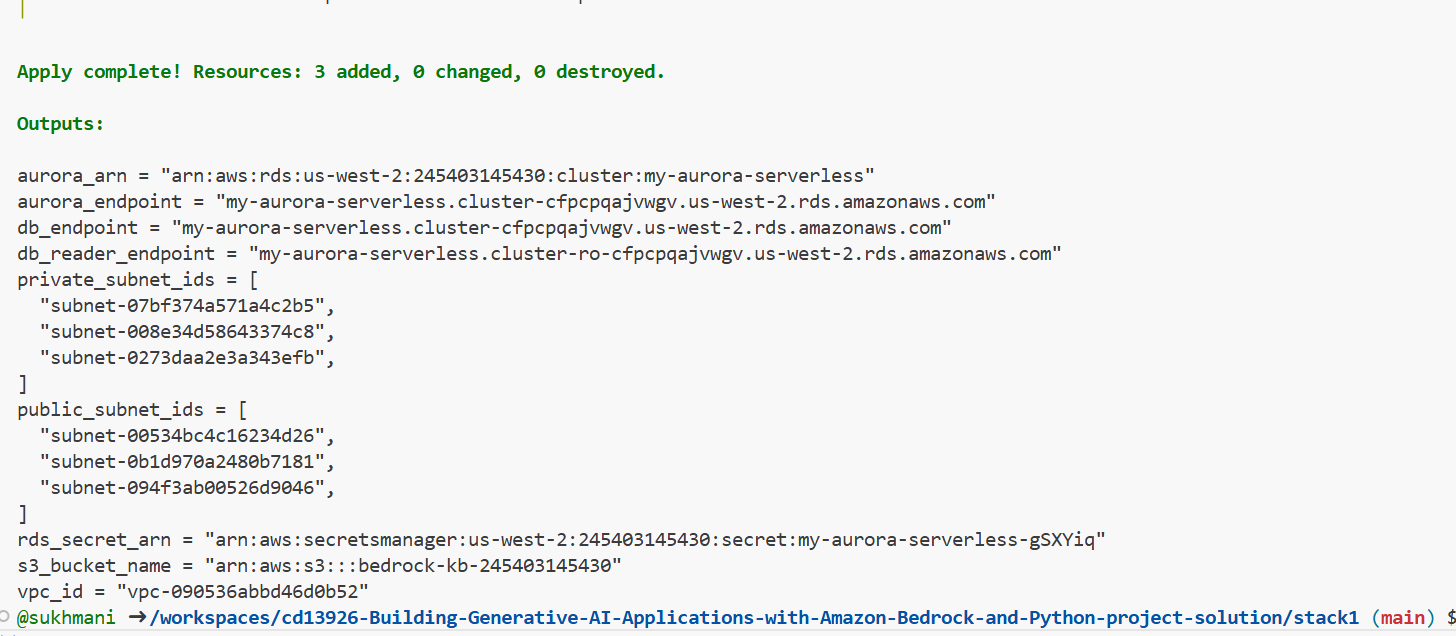 Apply complete! Resources: 3 added, 0 changed, 0 destroyed.
Outputs:
aurora_arn = "arn:aws:rds:us-west-2:245403145430:cluster:my-aurora-serverless"
aurora_endpoint = "my-aurora-serverless.cluster-cfpcpqajvwgv.us-west-2.rds.amazonaws.com"
db_endpoint = "my-aurora-serverless.cluster-cfpcpqajvwgv.us-west-2.rds.amazonaws.com"
db_reader_endpoint = "my-aurora-serverless.cluster-ro-cfpcpqajvwgv.us-west-2.rds.amazonaws.com"
private_subnet_ids = [
  "subnet-07bf374a571a4c2b5",
  "subnet-008e34d58643374c8",
  "subnet-0273daa2e3a343efb",
]
public_subnet_ids = [
  "subnet-00534bc4c16234d26",
  "subnet-0b1d970a2480b7181",
  "subnet-094f3ab00526d9046",
]
rds_secret_arn = "arn:aws:secretsmanager:us-west-2:245403145430:secret:my-aurora-serverless-gSXYiq"
s3_bucket_name = "arn:aws:s3:::bedrock-kb-245403145430"
vpc_id = "vpc-090536abbd46d0b52"
@sukhmani ➜/workspaces/cd13926-Building-Generative-AI-Applications-with-Amazon-Bedrock-and-Python-project-solution/stack1 (main) $